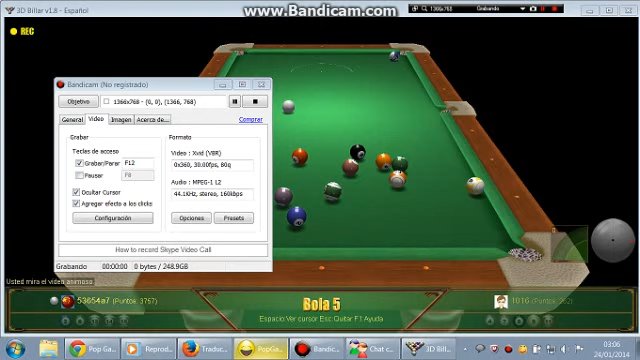 3D Billar v1.8 - Español
www.Bandicam.com
1366x768
Grabando
REC
Bandicam (No registrado)
Objetivo
1366x768 - (0, 0), (1366, 768)
General
Video
Imagen
Acerca de...
Comprar
Grabar
Formato
Teclas de acceso
Video : Xvid (VBR)
Grabar/Parar
F12
0x360, 30.00fps, 80q
Pausar
Audio : MPEG-1 L2
Ocultar Cursor
44.1KHz, stereo, 160kbps
Agregar efecto a los clicks
Configuración
Opciones
Presets
How to record Skype Video Call
Grabando
00:00:00
0 bytes / 248.9GB
Usted mira el video animosa
53654a7 (Puntos: 3757)
Bola 5
1016
Espacio Ver cursor Esc Quitar F1 Ayuda
Pop Ga...
Reprod...
Traduc...
PopGa...
Bandic...
Chat c...
3D Bill...
03:06
24/01/2014